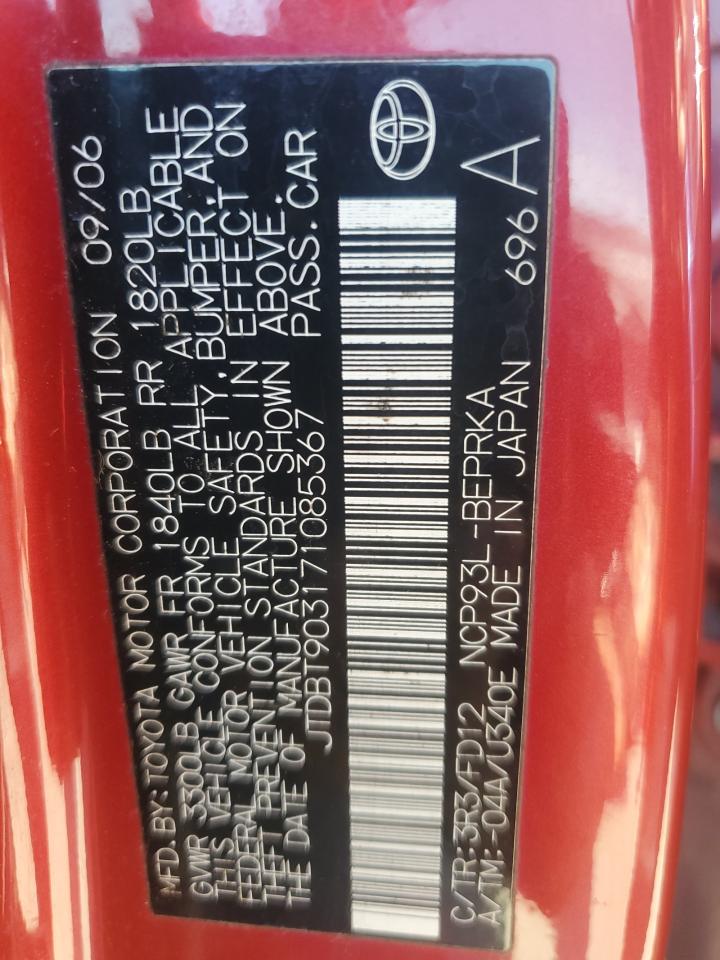 MFD. BY: TOYOTA MOTOR CORPORATION 09/06
GVWR 3300LB GAWR FR 1840LB RR 1820LB
THIS VEHICLE CONFORMS TO ALL APPLICABLE
FEDERAL MOTOR VEHICLE SAFETY, BUMPER, AND
THEFT PREVENTION STANDARDS IN EFFECT ON
THE DATE OF MANUFACTURE SHOWN ABOVE.
JTDBT903171085367 PASS. CAR
C/TR: 3R3/FD12 NCP93L-BEPRKA
A/TM: -04A/U340E MADE IN JAPAN 696 A